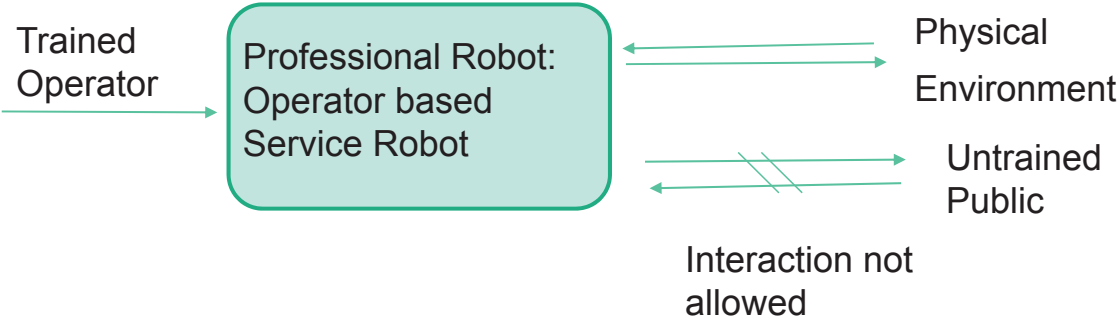 Trained
Operator
Professional Robot:
Operator based
Service Robot
Physical
Environment
Untrained
Public
Interaction not
allowed